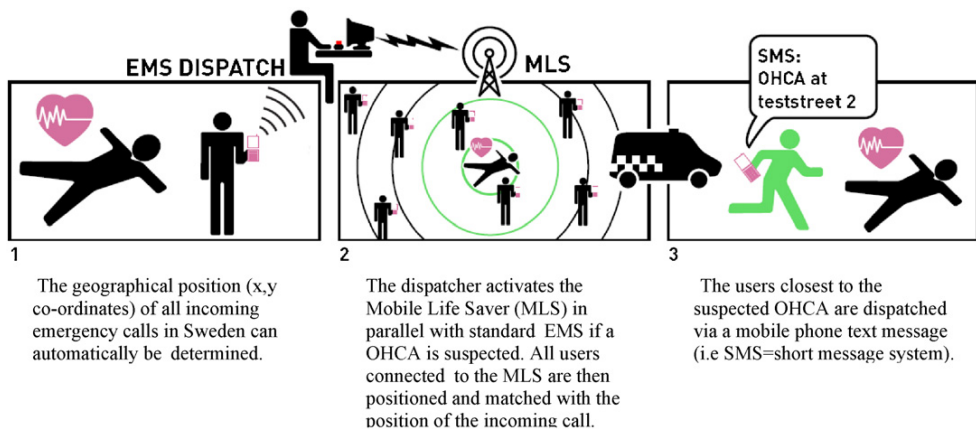 EMS DISPATCH
MLS
SMS:
OHCA at
teststreet 2
1
The geographical position (x,y
co-ordinates) of all incoming
emergency calls in Sweden can
automatically be determined.
2
The dispatcher activates the
Mobile Life Saver (MLS) in
parallel with standard EMS if a
OHCA is suspected. All users
connected to the MLS are then
positioned and matched with the
position of the incoming call.
3
The users closest to the
suspected OHCA are dispatched
via a mobile phone text message
(i.e SMS=short message system).